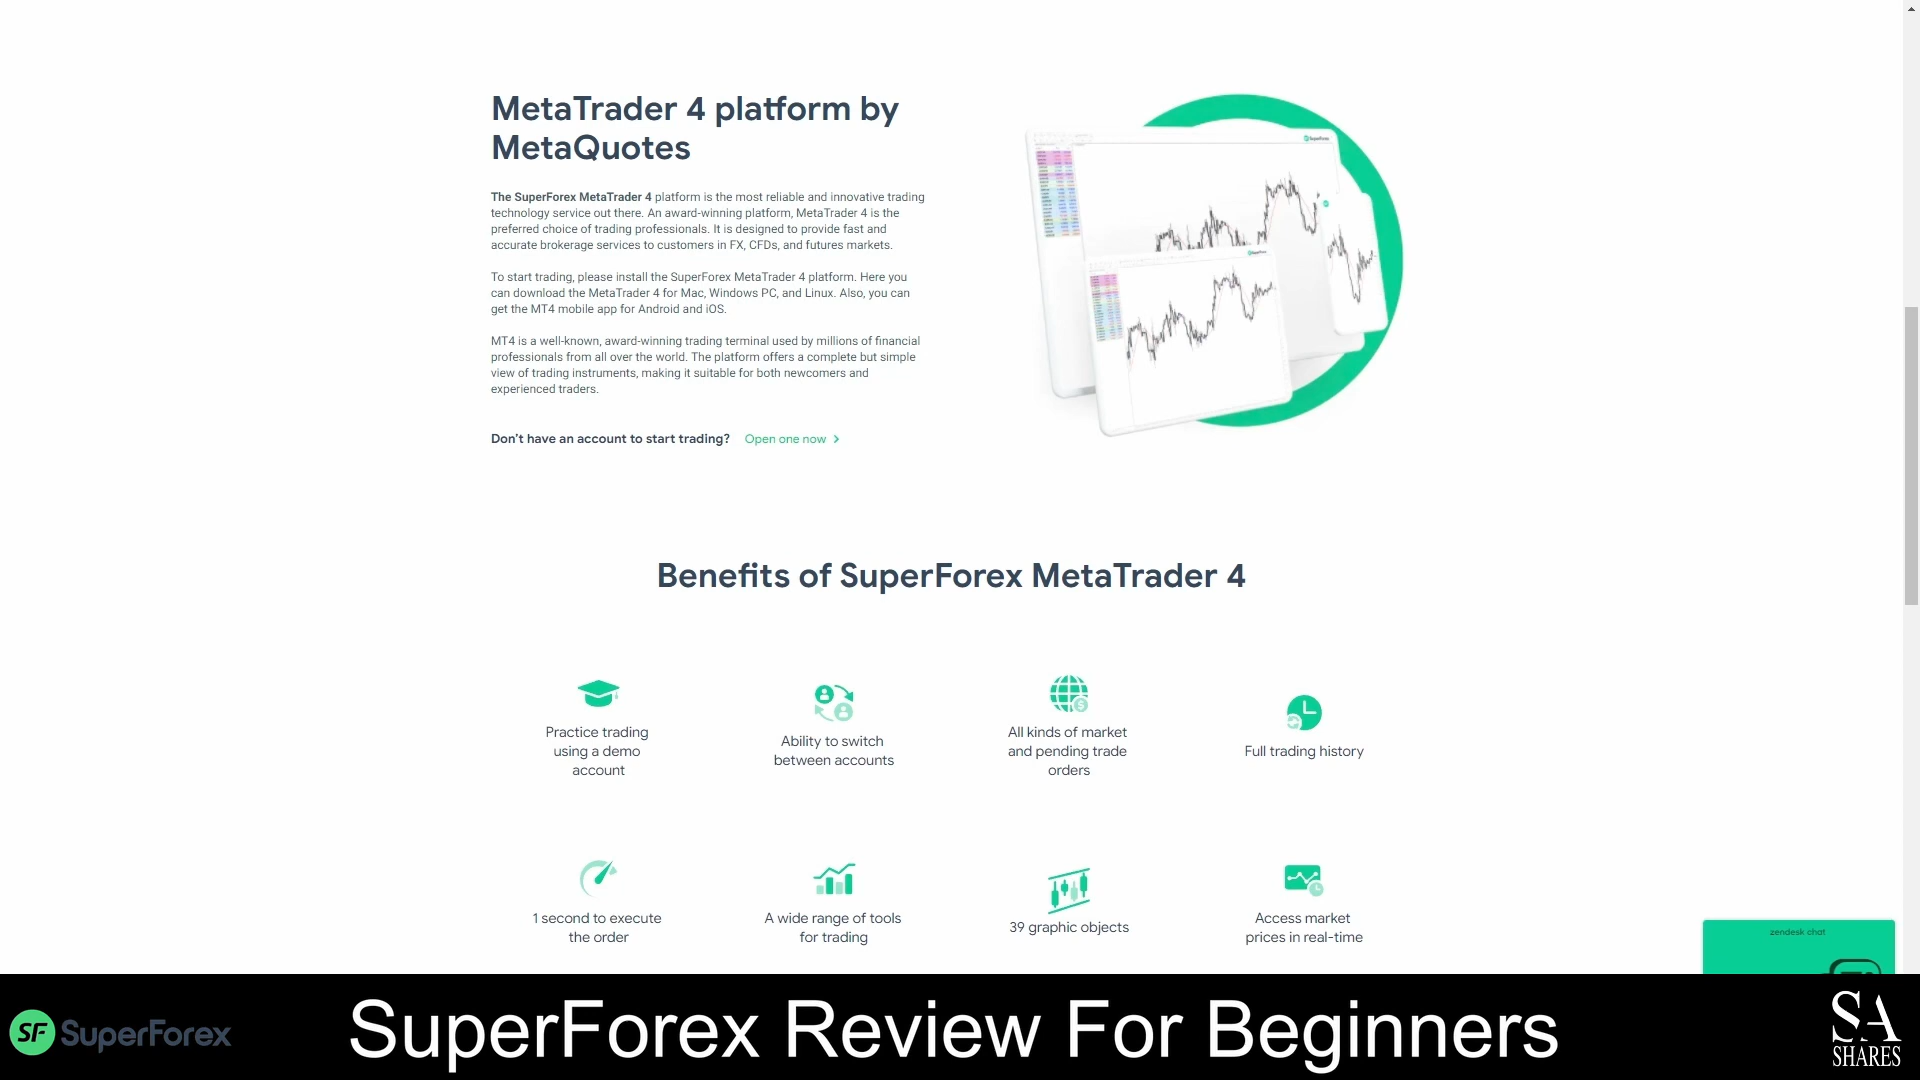 MetaTrader 4 platform by
MetaQuotes
The SuperForex MetaTrader 4 platform is the most reliable and innovative trading
technology service out there. An award-winning platform, MetaTrader 4 is the
preferred choice of trading professionals. It is designed to provide fast and
accurate brokerage services to customers in FX, CFDs, and futures markets.
To start trading, please install the SuperForex MetaTrader 4 platform. Here you
can download the MetaTrader 4 for Mac, Windows PC, and Linux. Also, you can
get the MT4 mobile app for Android and iOS.
MT4 is a well-known, award-winning trading terminal used by millions of financial
professionals from all over the world. The platform offers a complete but simple
view of trading instruments, making it suitable for both newcomers and
experienced traders.
Don't have an account to start trading? Open one now
SuperForex
SuperForex
Benefits of SuperForex MetaTrader 4
Practice trading
using a demo
account
Ability to switch
between accounts
All kinds of market
and pending trade
orders
Full trading history
1 second to execute
the order
A wide range of tools
for trading
39 graphic objects
Access market
prices in real-time
zendesk chat
SF SuperForex
SuperForex Review For Beginners
SA
SHARES